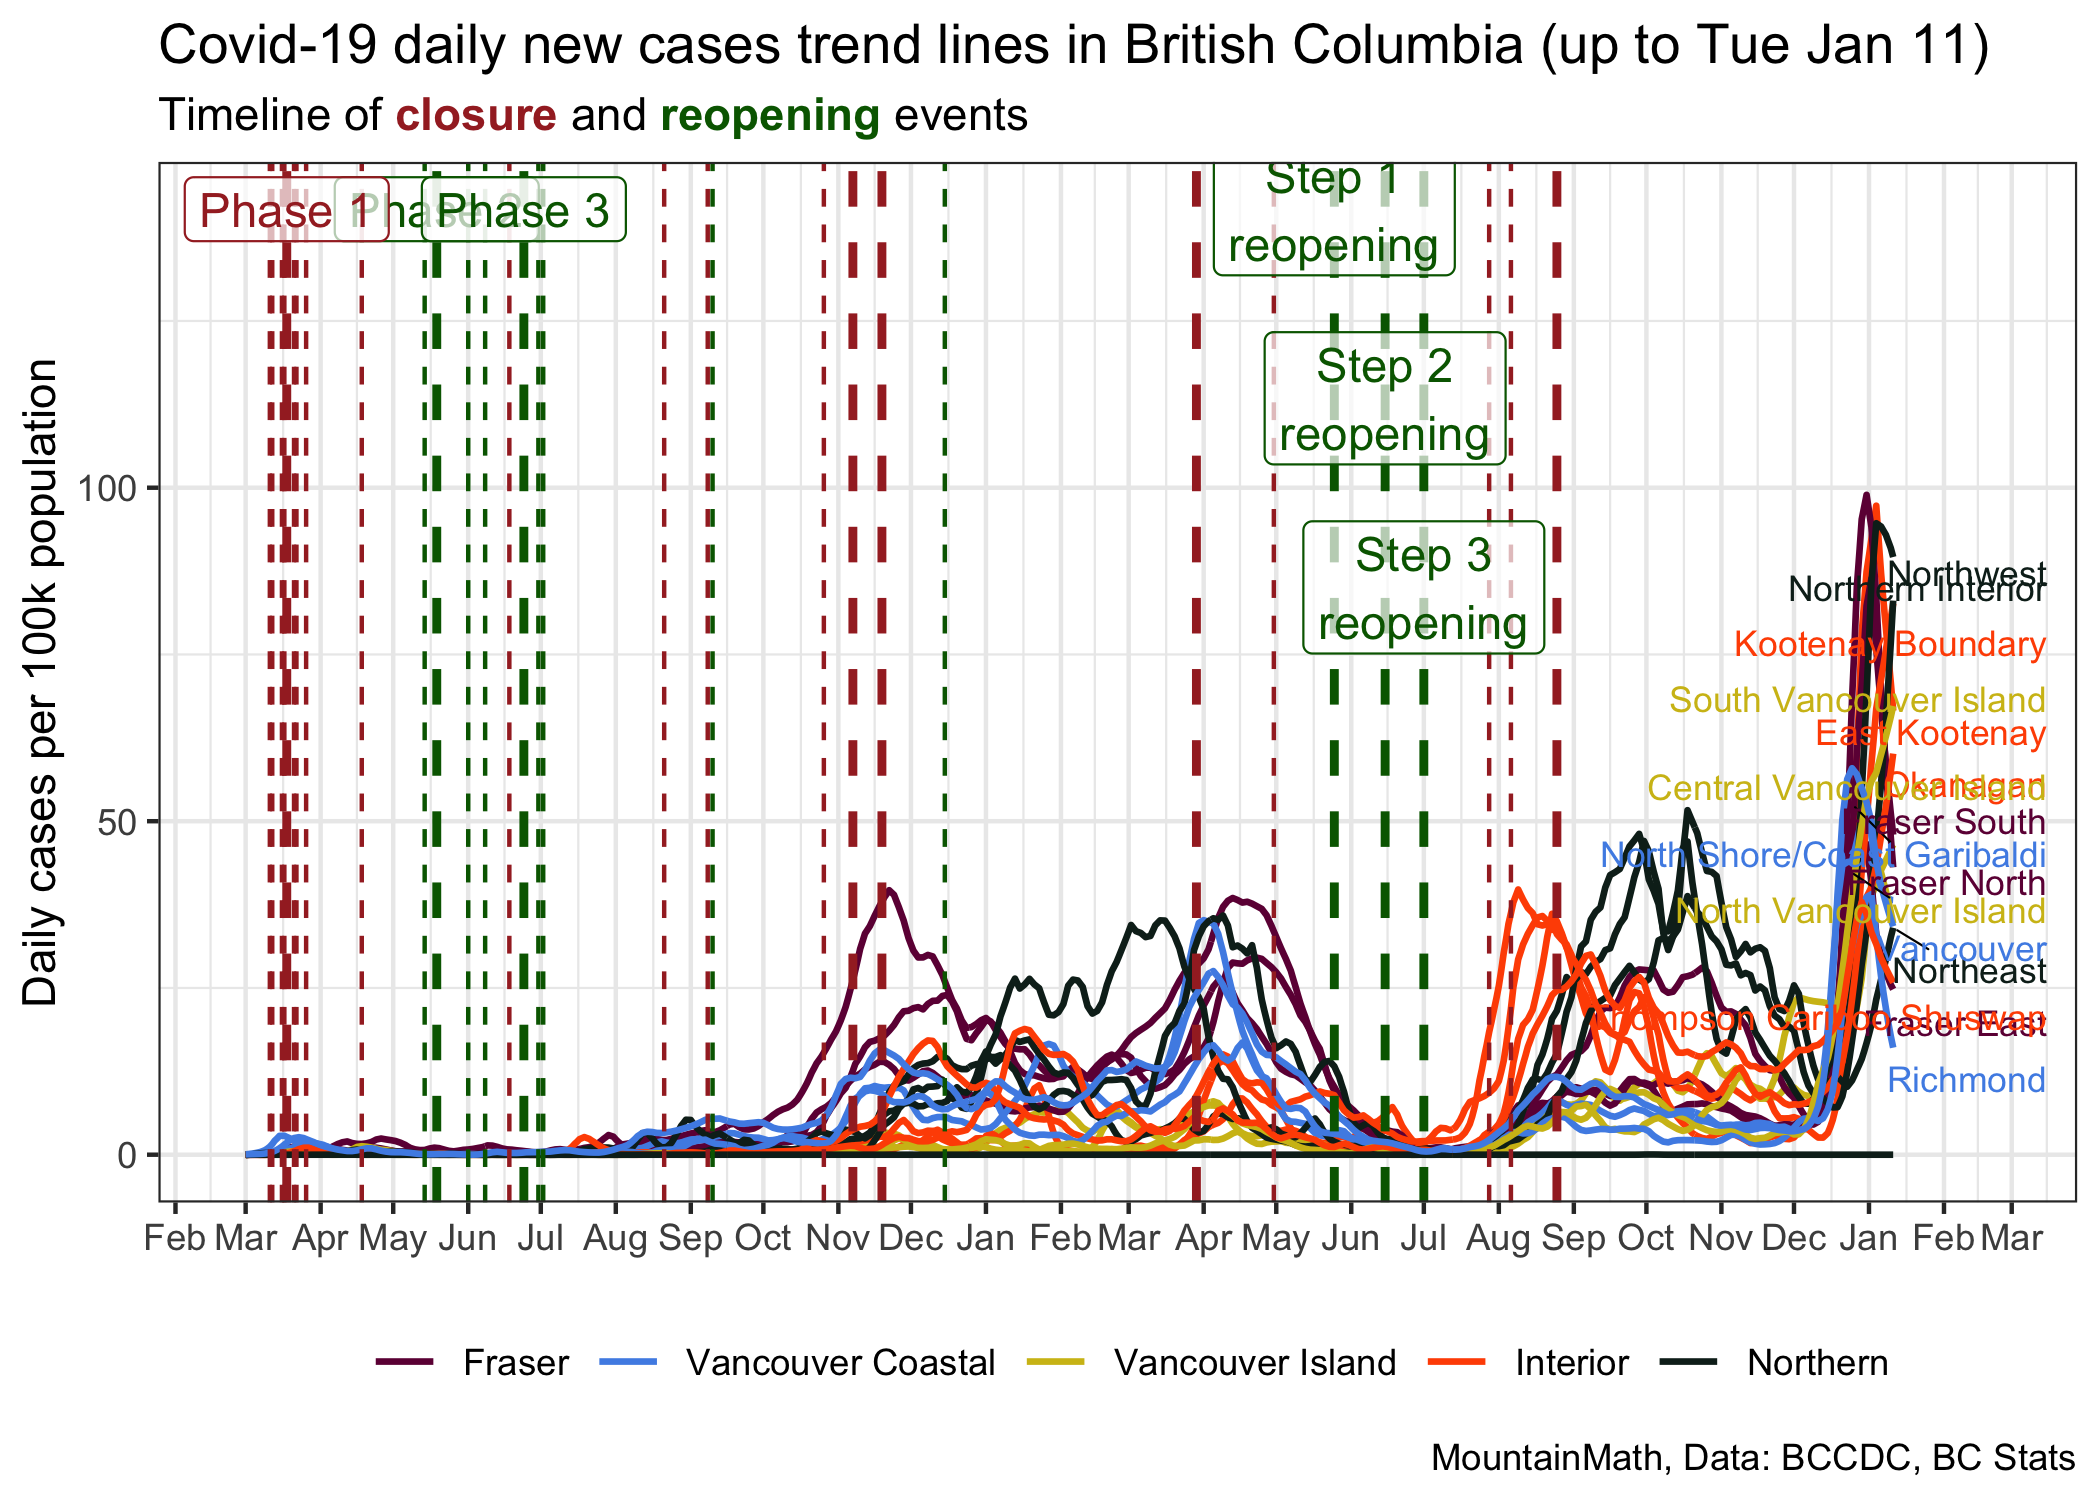 Covid-19 daily new cases trend lines in British Columbia (up to Tue Jan 11)
Timeline of closure and reopening events
Phase 1
Phase 2
Phase 3
Step 1
reopening
Step 2
reopening
Step 3
reopening
Daily cases per 100k population
100
50
0
Northwest
Northern Interior
Kootenay Boundary
South Vancouver Island
East Kootenay
Okanagan
Central Vancouver Island
Fraser South
North Shore/Coast Garibaldi
Fraser North
North Vancouver Island
Vancouver
Northeast
Thompson Cariboo Shuswap
Fraser East
Richmond
Feb Mar Apr May Jun Jul Aug Sep Oct Nov Dec Jan Feb Mar Apr May Jun Jul Aug Sep Oct Nov Dec Jan Feb Mar
Fraser Vancouver Coastal Vancouver Island Interior Northern
MountainMath, Data: BCCDC, BC Stats